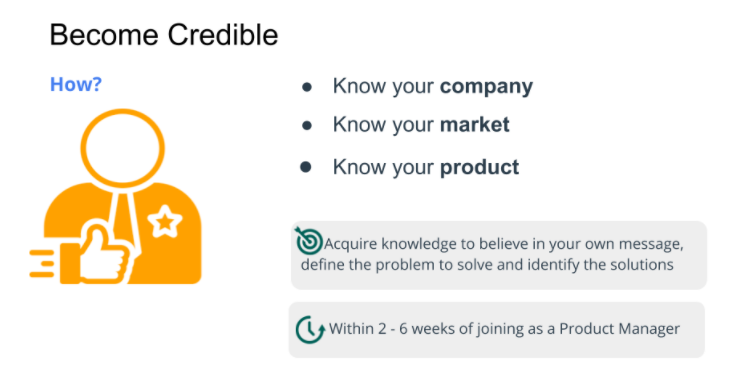 Become Credible
How?
● Know your company
● Know your market
● Know your product
Acquire knowledge to believe in your own message,
define the problem to solve and identify the solutions
Within 2 - 6 weeks of joining as a Product Manager